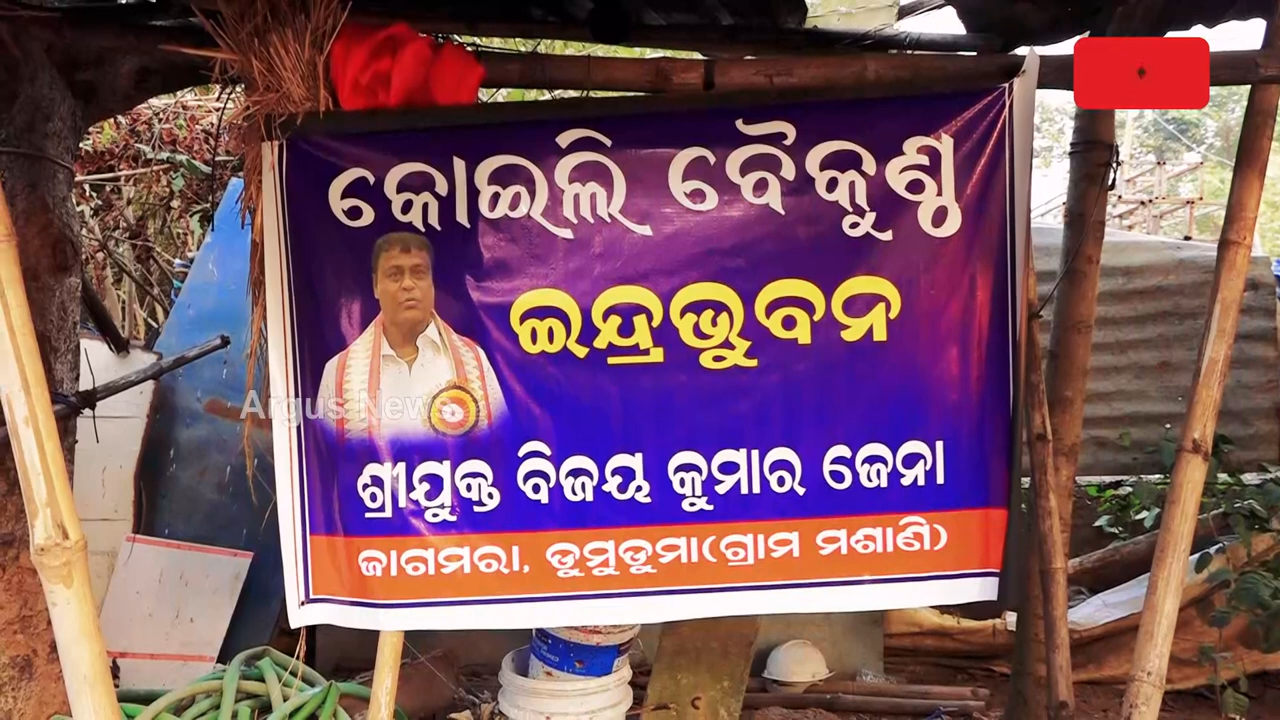 କୋଇଲି ବୈକୁଣ୍ଠ
ଇନ୍ଦ୍ରଭୁବନ
Argus News
ଶ୍ରୀଯୁକ୍ତ ବିଜୟ କୁମାର ଜେନା
ଜାଗମରା, ଡୁମୁଡୁମା(ଗ୍ରାମ ମଶାଣି)